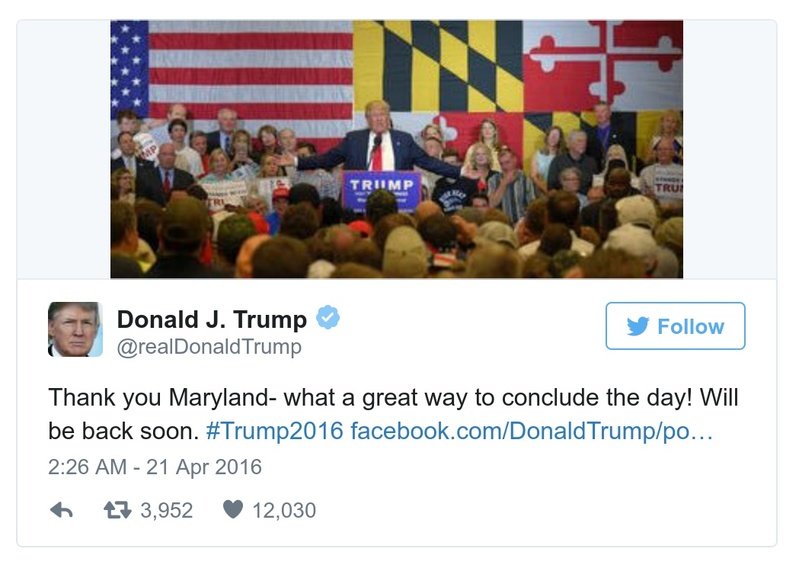 TRUMP
TRUM
Donald J. Trump
@realDonaldTrump
Follow
Thank you Maryland- what a great way to conclude the day! Will
be back soon. #Trump2016 facebook.com/DonaldTrump/po…
2:26 AM - 21 Apr 2016
3,952
12,030